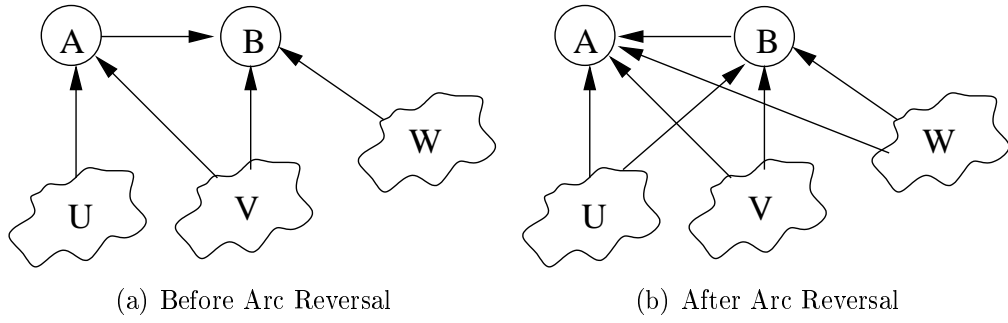 A B A B
W W
U V U V
(a) Before Arc Reversal (b) After Arc Reversal